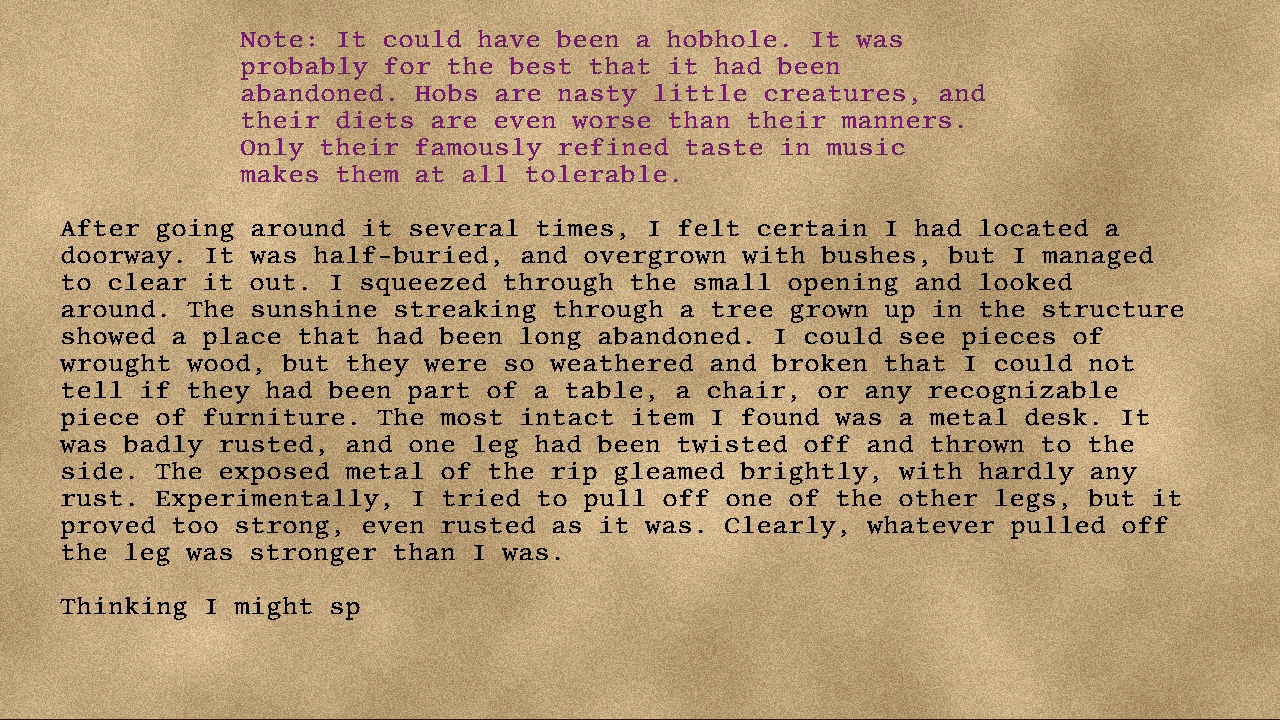 Note: It could have been a hobhole. It was
probably for the best that it had been
abandoned. Hobs are nasty little creatures, and
their diets are even worse than their manners.
Only their famously refined taste in music
makes them at all tolerable.
After going around it several times, I felt certain I had located a
doorway. It was half-buried, and overgrown with bushes, but I managed
to clear it out. I squeezed through the small opening and looked
around. The sunshine streaking through a tree grown up in the structure
showed a place that had been long abandoned. I could see pieces of
wrought wood, but they were so weathered and broken that I could not
tell if they had been part of a table, a chair, or any recognizable
piece of furniture. The most intact item I found was a metal desk. It
was badly rusted, and one leg had been twisted off and thrown to the
side. The exposed metal of the rip gleamed brightly, with hardly any
rust. Experimentally, I tried to pull off one of the other legs, but it
proved too strong, even rusted as it was. Clearly, whatever pulled off
the leg was stronger than I was.
Thinking I might sp